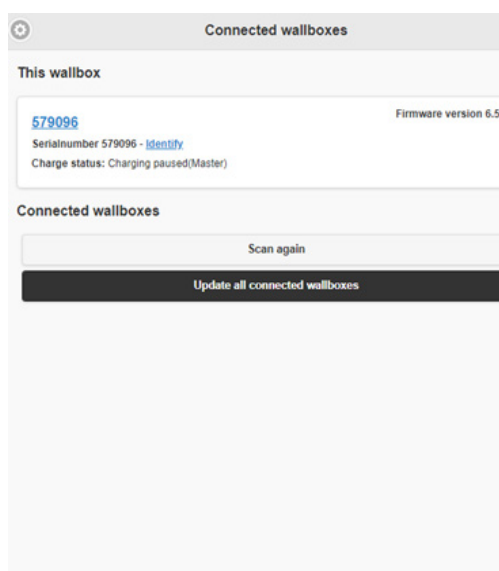 Connected wallboxes
This wallbox
579096
Firmware version 6.5
Serialnumber 579096 - Identify
Charge status: Charging paused(Master)
Connected wallboxes
Scan again
Update all connected wallboxes